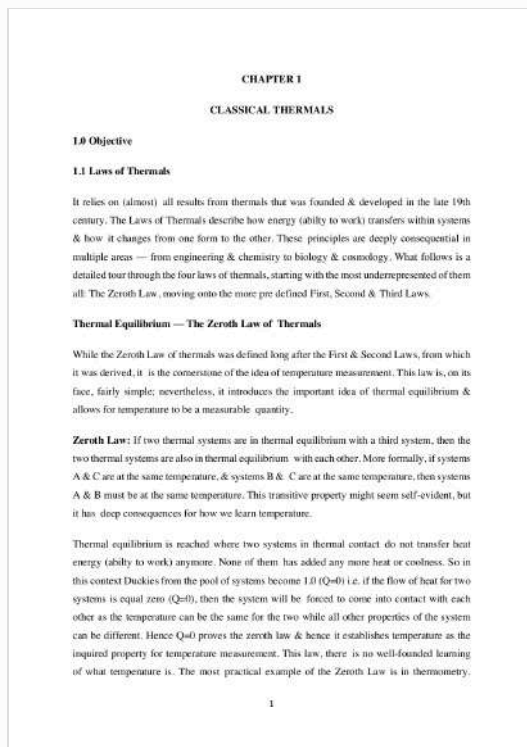 CHAPTER 1
CLASSICAL THERMALS
1.0 Objective
1.1 Laws of Thermals
It relies on (almost) all results from thermals that was founded & developed in the late 19th
century. The Laws of Thermals describe how energy (abilty to work) transfers within systems
& how it changes from one form to the other. These principles are deeply consequential in
multiple areas — from engineering & chemistry to biology & cosmology. What follows is a
detailed tour through the four laws of thermals, starting with the most underrepresented of them
all: The Zeroth Law, moving onto the more pre defined First, Second & Third Laws.
Thermal Equilibrium — The Zeroth Law of Thermals
While the Zeroth Law of thermals was defined long after the First & Second Laws, from which
it was derived, it is the cornerstone of the idea of temperature measurement. This law is, on its
face, fairly simple; nevertheless, it introduces the important idea of thermal equilibrium &
allows for temperature to be a measurable quantity.
Zeroth Law: If two thermal systems are in thermal equilibrium with a third system, then the
two thermal systems are also in thermal equilibrium with each other. More formally, if systems
A & C are at the same temperature, & systems B & C are at the same temperature, then systems
A & B must be at the same temperature. This transitive property might seem self-evident, but
it has deep consequences for how we learn temperature.
Thermal equilibrium is reached where two systems in thermal contact do not transfer heat
energy (abilty to work) anymore. None of them has added any more heat or coolness. So in
this context Duckies from the pool of systems become 1.0 (Q=0) i.e. if the flow of heat for two
systems is equal zero (Q=0), then the system will be forced to come into contact with each
other as the temperature can be the same for the two while all other properties of the system
can be different. Hence Q=0 proves the zeroth law & hence it establishes temperature as the
inquired property for temperature measurement. This law, there is no well-founded learning
of what temperature is. The most practical example of the Zeroth Law is in thermometry.
1